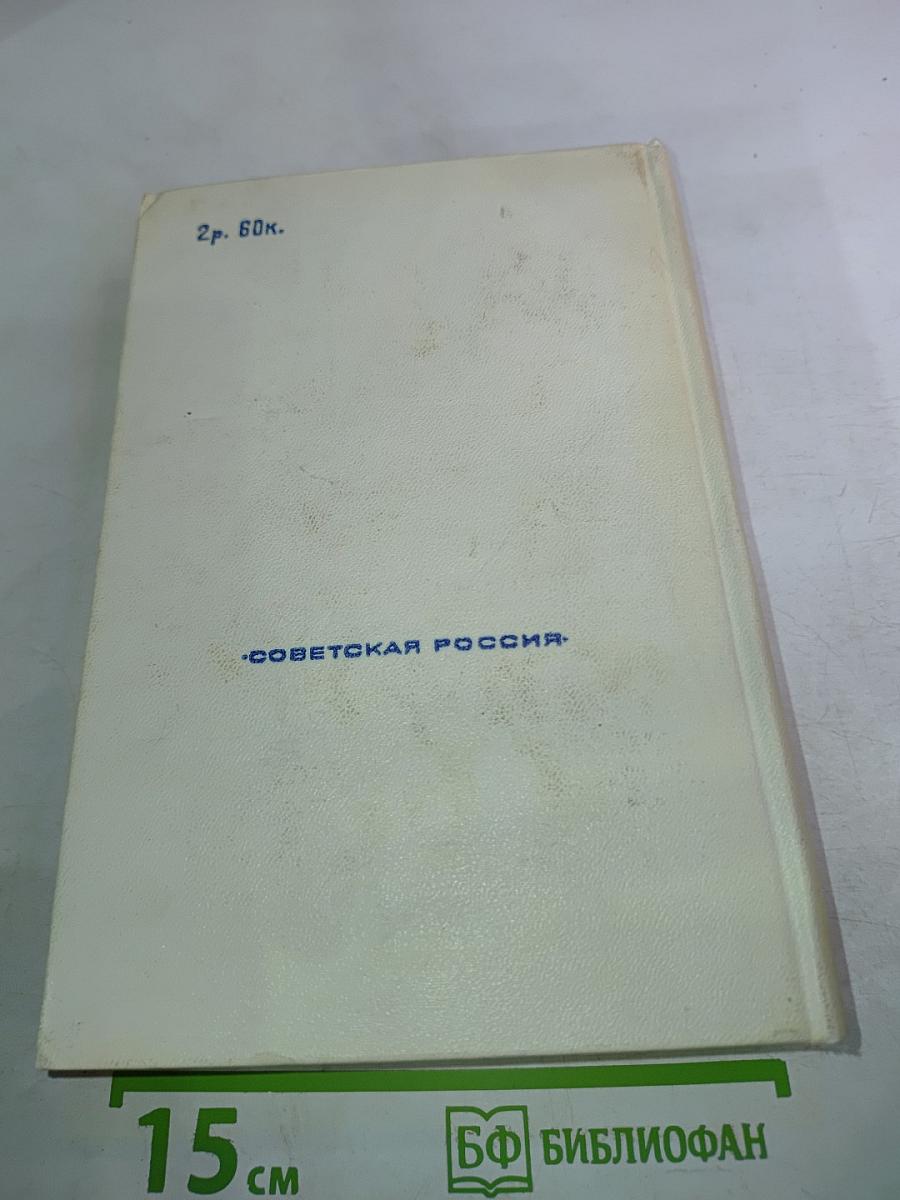 2р. 60к.
·СОВЕТСКАЯ РОССИЯ·
15 см
БФ БИБЛИОФАН